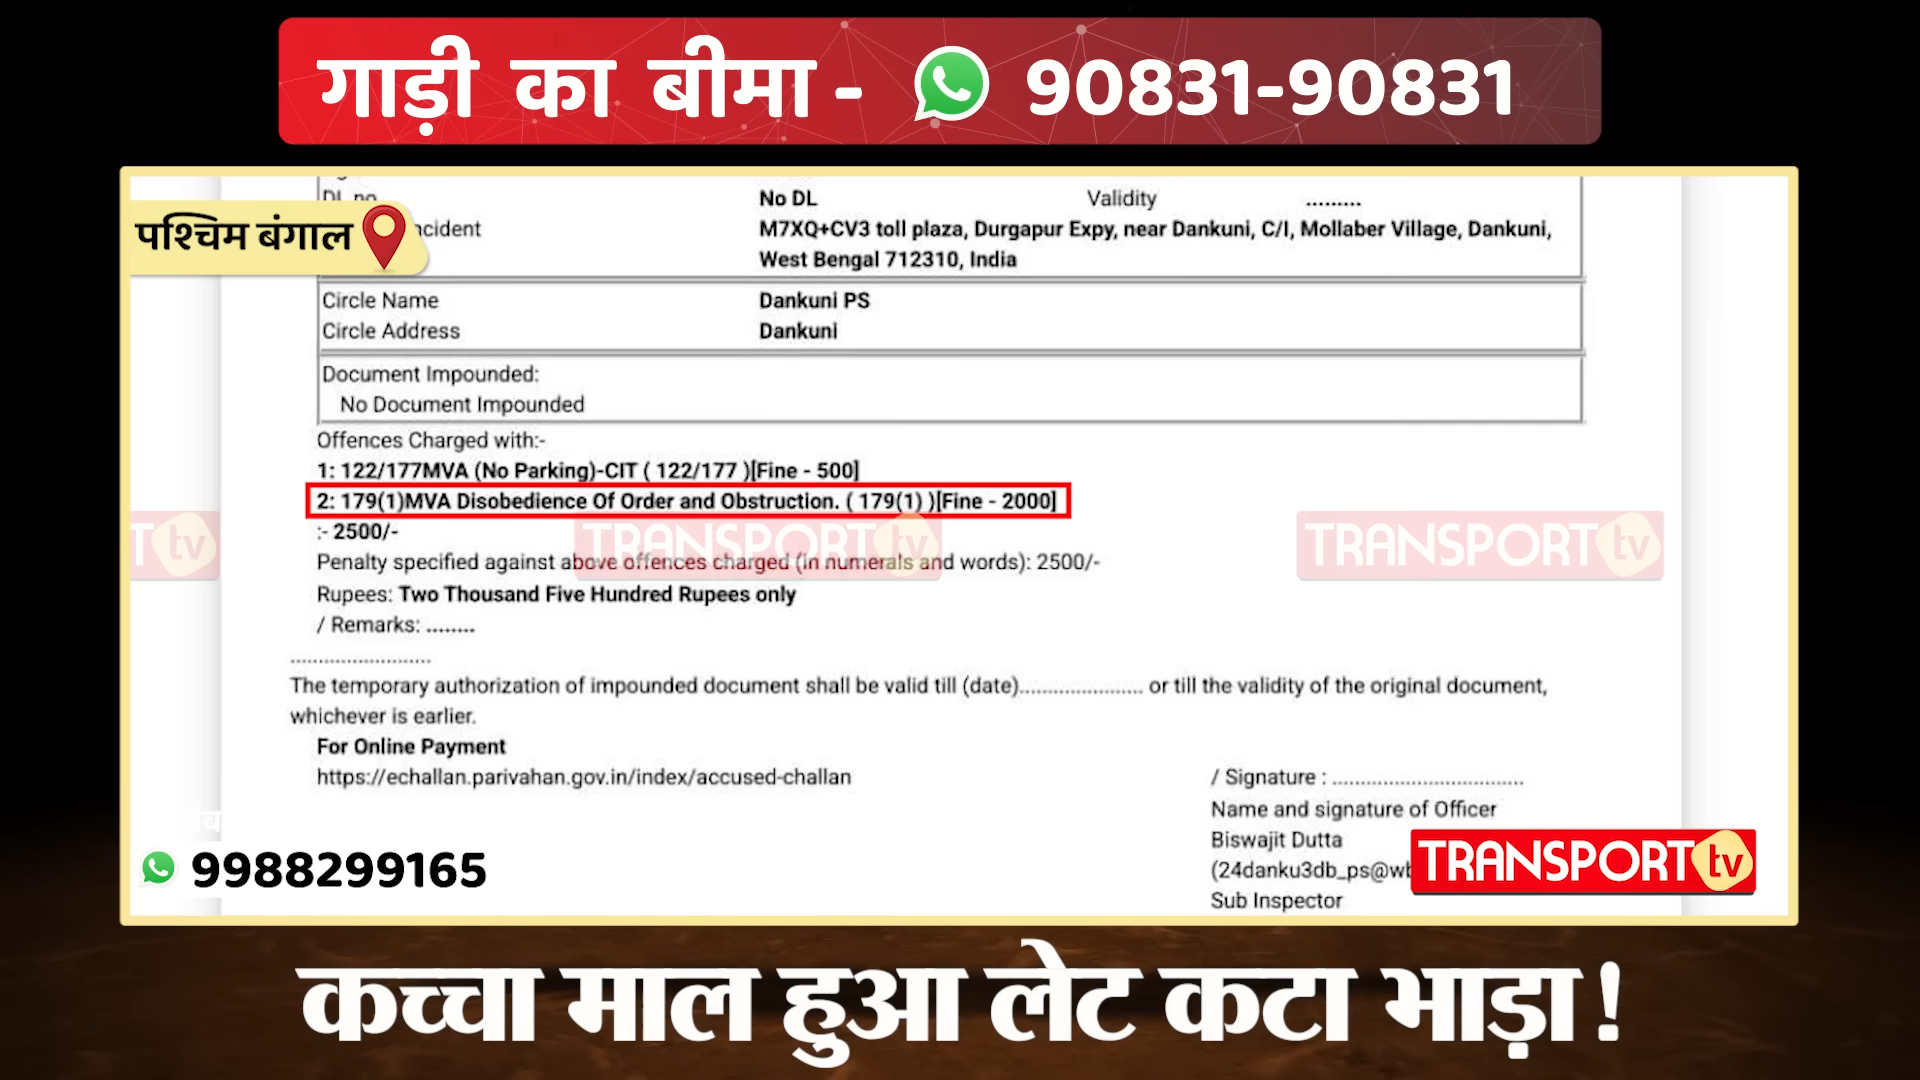 गाड़ी का बीमा - 90831-90831
DL no No DL Validity .........
पश्चिम बंगाल
M7XQ+CV3 toll plaza, Durgapur Expy, near Dankuni, C/I, Mollaber Village, Dankuni,
West Bengal 712310, India
Circle Name Dankuni PS
Circle Address Dankuni
Document Impounded:
No Document Impounded
Offences Charged with:-
1: 122/177MVA (No Parking)-CIT ( 122/177 )[Fine - 500]
2: 179(1)MVA Disobedience Of Order and Obstruction. ( 179(1) )[Fine - 2000]
:- 2500/-
T tv TRANSPORT tv TRANSPORT tv
Penalty specified against above offences charged (in numerals and words): 2500/-
Rupees: Two Thousand Five Hundred Rupees only
/ Remarks: ........
.........................
The temporary authorization of impounded document shall be valid till (date)...................... or till the validity of the original document,
whichever is earlier.
For Online Payment
https://echallan.parivahan.gov.in/index/accused-challan
/ Signature : ..................................
Name and signature of Officer
Biswajit Dutta
(24danku3db_ps@wb
Sub Inspector
9988299165
TRANSPORT tv
कच्चा माल हुआ लेट कटा भाड़ा !